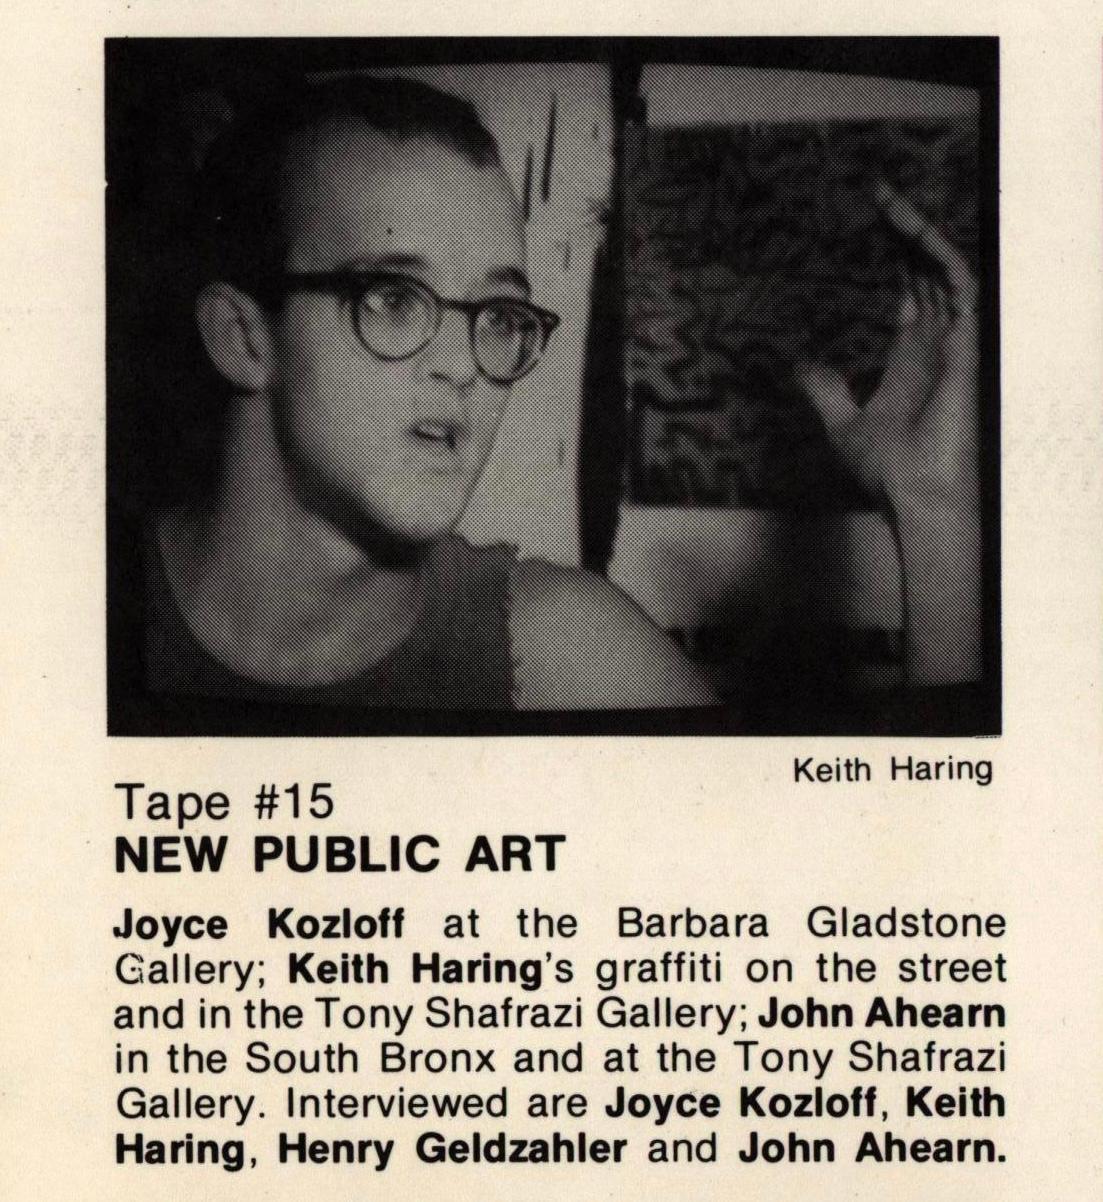 Keith Haring
Tape #15
NEW PUBLIC ART
Joyce Kozloff at the Barbara Gladstone
Gallery; Keith Haring's graffiti on the street
and in the Tony Shafrazi Gallery; John Ahearn
in the South Bronx and at the Tony Shafrazi
Gallery. Interviewed are Joyce Kozloff, Keith
Haring, Henry Geldzahler and John Ahearn.